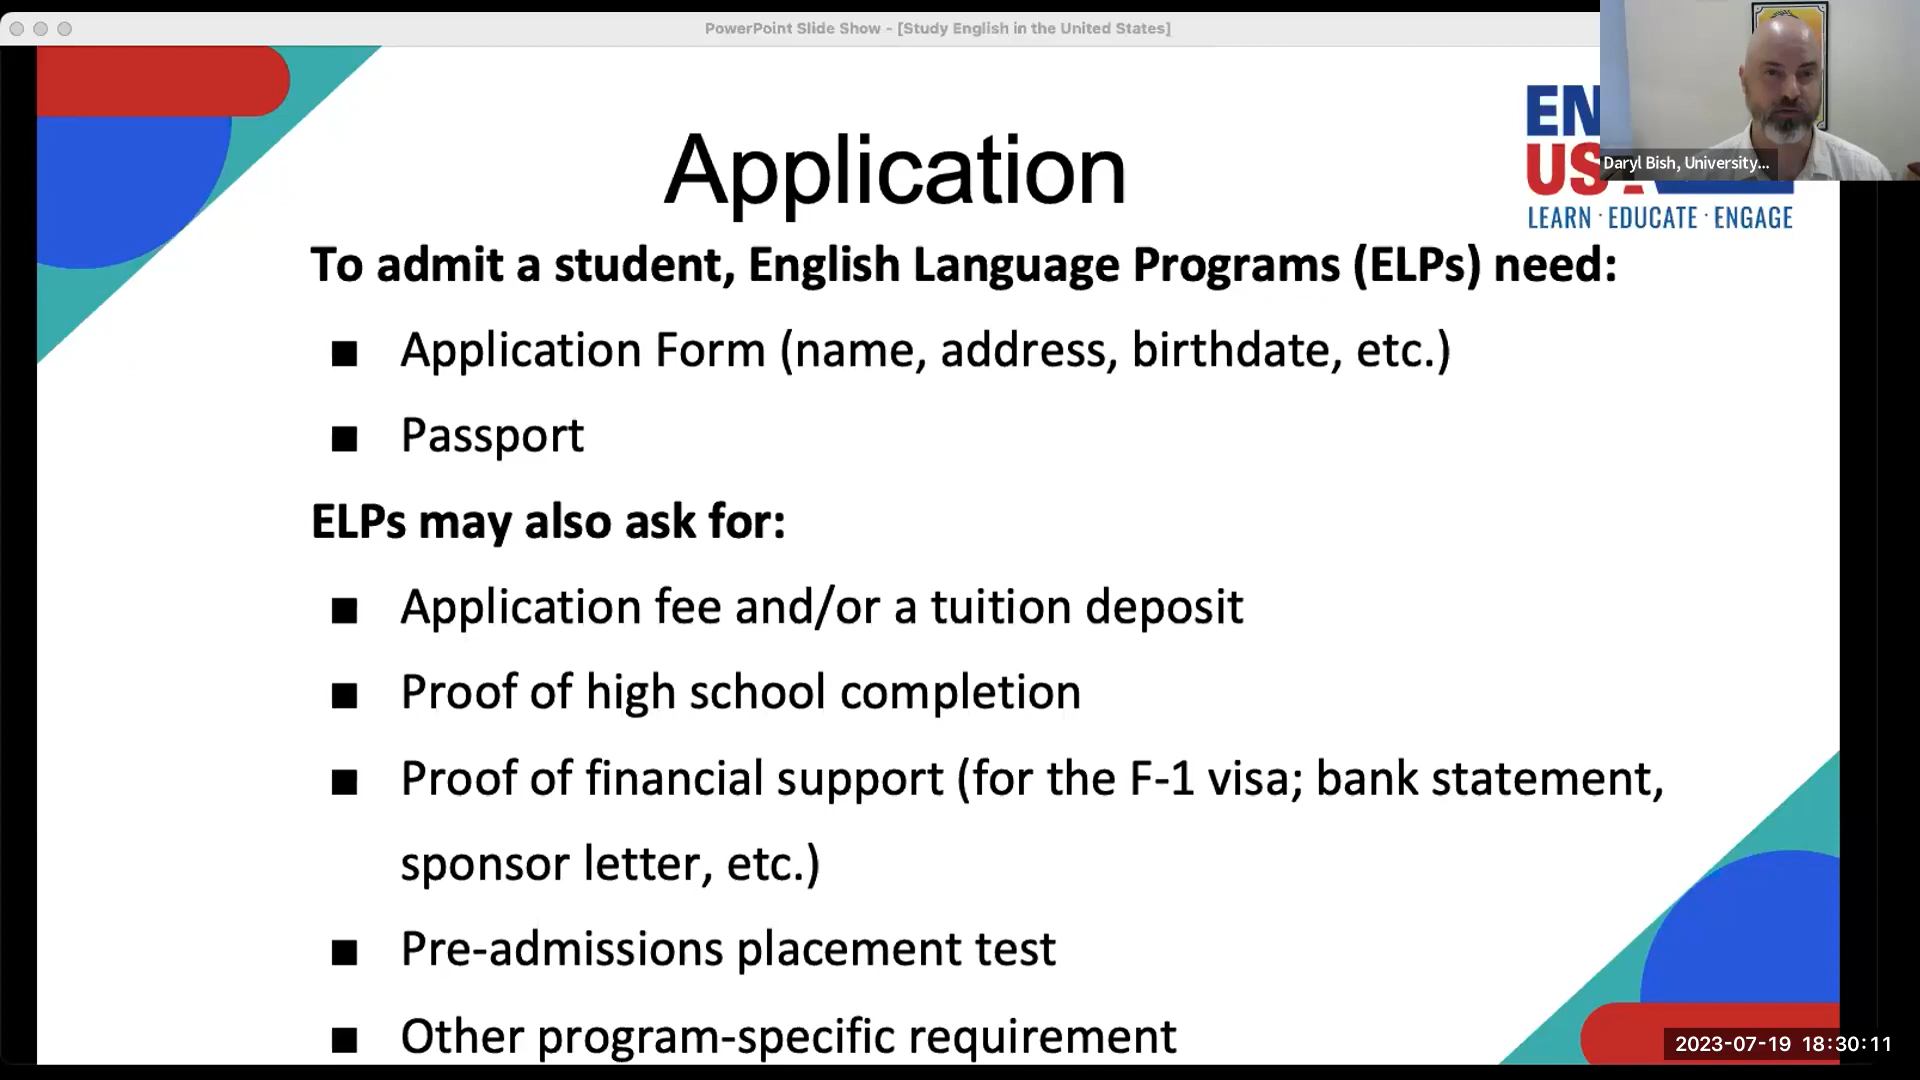 PowerPoint Slide Show - [Study English in the United States]
Daryl Bish, University...
EN
US
LEARN · EDUCATE · ENGAGE
Application
To admit a student, English Language Programs (ELPs) need:
■ Application Form (name, address, birthdate, etc.)
■ Passport
ELPs may also ask for:
■ Application fee and/or a tuition deposit
■ Proof of high school completion
■ Proof of financial support (for the F-1 visa; bank statement,
sponsor letter, etc.)
■ Pre-admissions placement test
■ Other program-specific requirement
2023-07-19 18:30:11